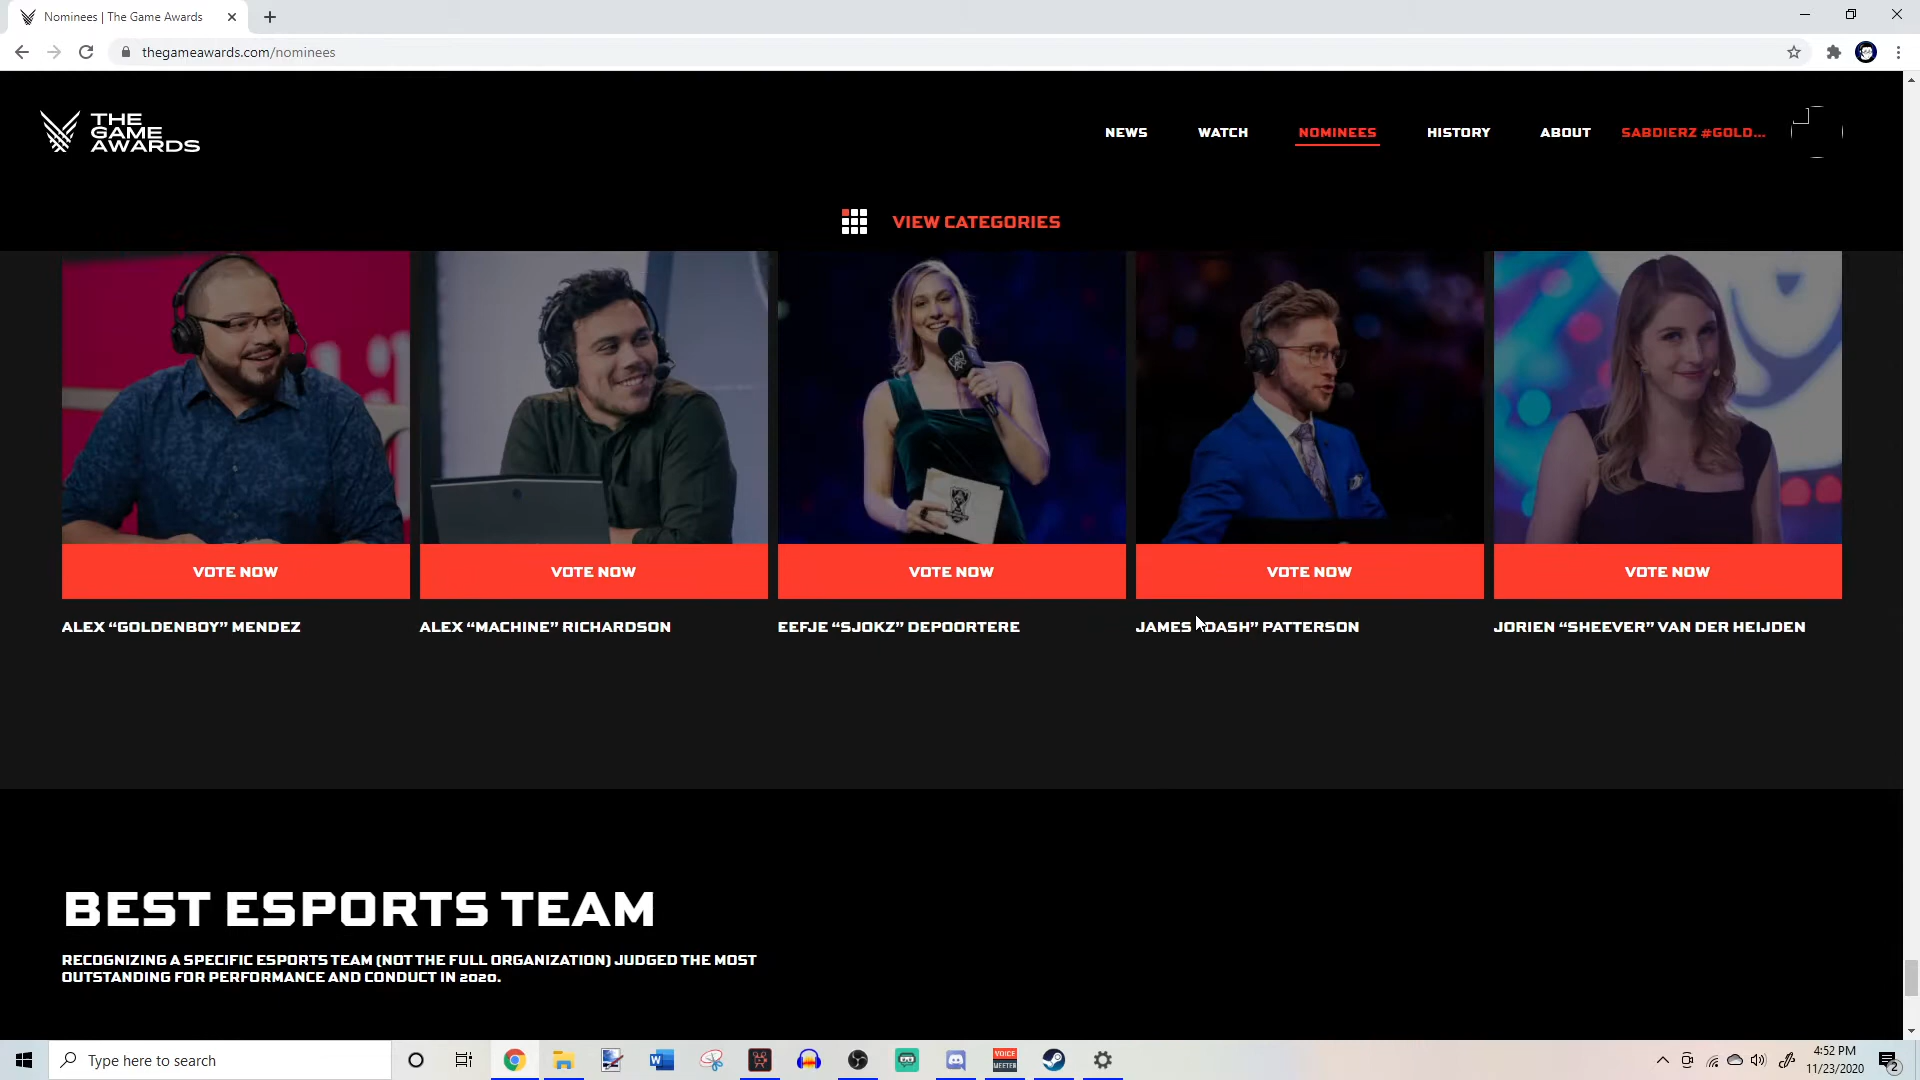 Nominees | The Game Awards
thegameawards.com/nominees
THE
GAME
AWARDS
NEWS WATCH NOMINEES HISTORY ABOUT SABDIERZ #GOLD...
VIEW CATEGORIES
VOTE NOW VOTE NOW VOTE NOW VOTE NOW VOTE NOW
ALEX “GOLDENBOY” MENDEZ ALEX “MACHINE” RICHARDSON EEFJE “SJOKZ” DEPOORTERE JAMES “DASH” PATTERSON JORIEN “SHEEVER” VAN DER HEIJDEN
BEST ESPORTS TEAM
RECOGNIZING A SPECIFIC ESPORTS TEAM (NOT THE FULL ORGANIZATION) JUDGED THE MOST
OUTSTANDING FOR PERFORMANCE AND CONDUCT IN 2020.
Type here to search
VOICE
MEETER
4:52 PM
11/23/2020
2